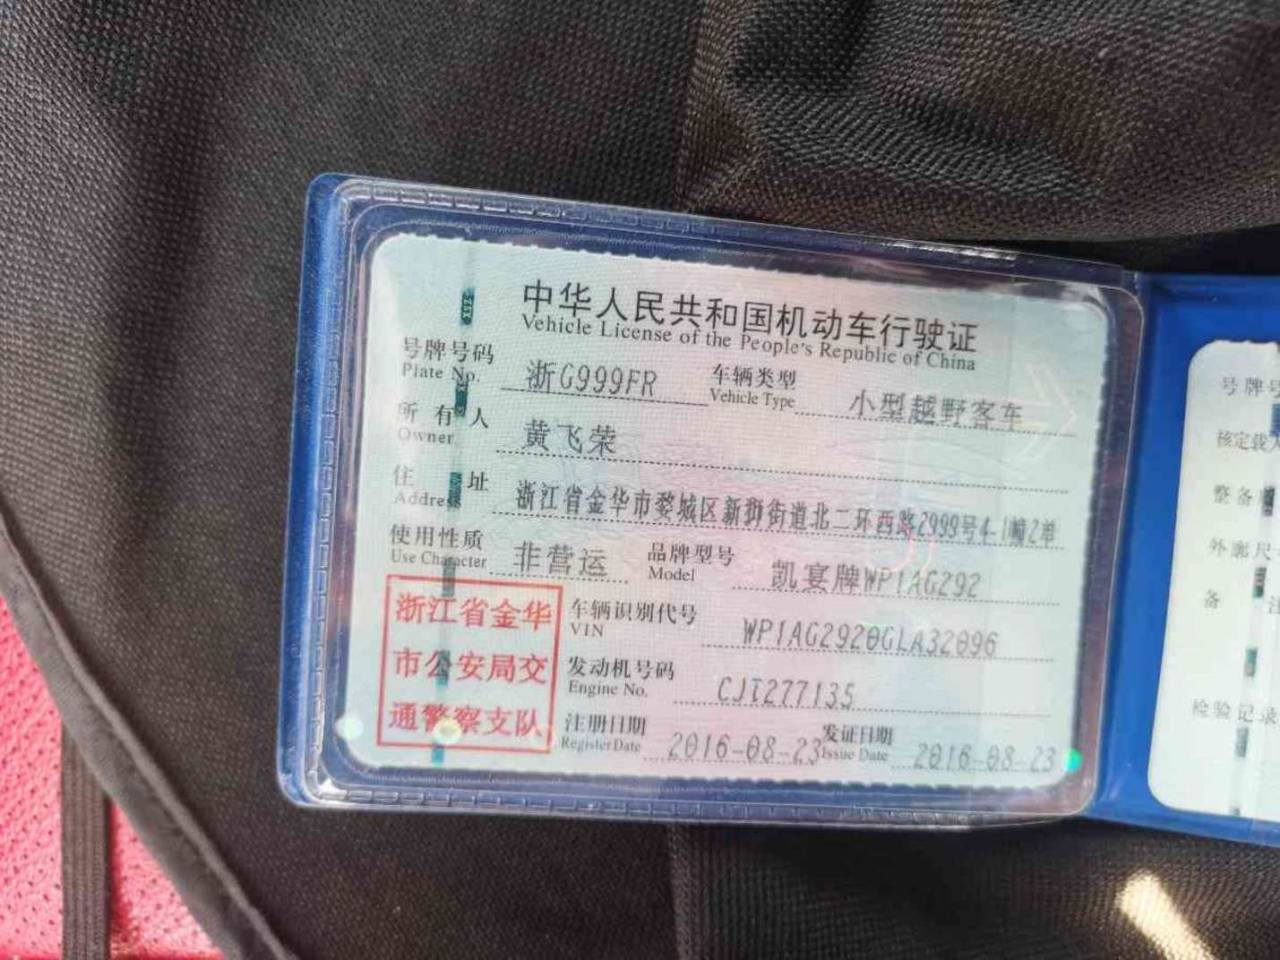 中华人民共和国机动车行驶证
Vehicle License of the People's Republic of China
号牌号码 浙G999FR 车辆类型 小型越野客车
Plate No. Vehicle Type
所有人 黄飞荣
Owner
住址 浙江省金华市婺城区新狮街道北二环西路2999号4-1幢2单
Address
使用性质 非营运 品牌型号 凯宴牌WP1AG292
Use Character Model
浙江省金华
市公安局交
通警察支队
车辆识别代号 WP1AG2920GLA32096
VIN
发动机号码 CJT277135
Engine No.
注册日期 2016-08-23 发证日期 2016-08-23
Register Date Issue Date
号牌号
核定载人
整备
外廓尺
备
检验记录